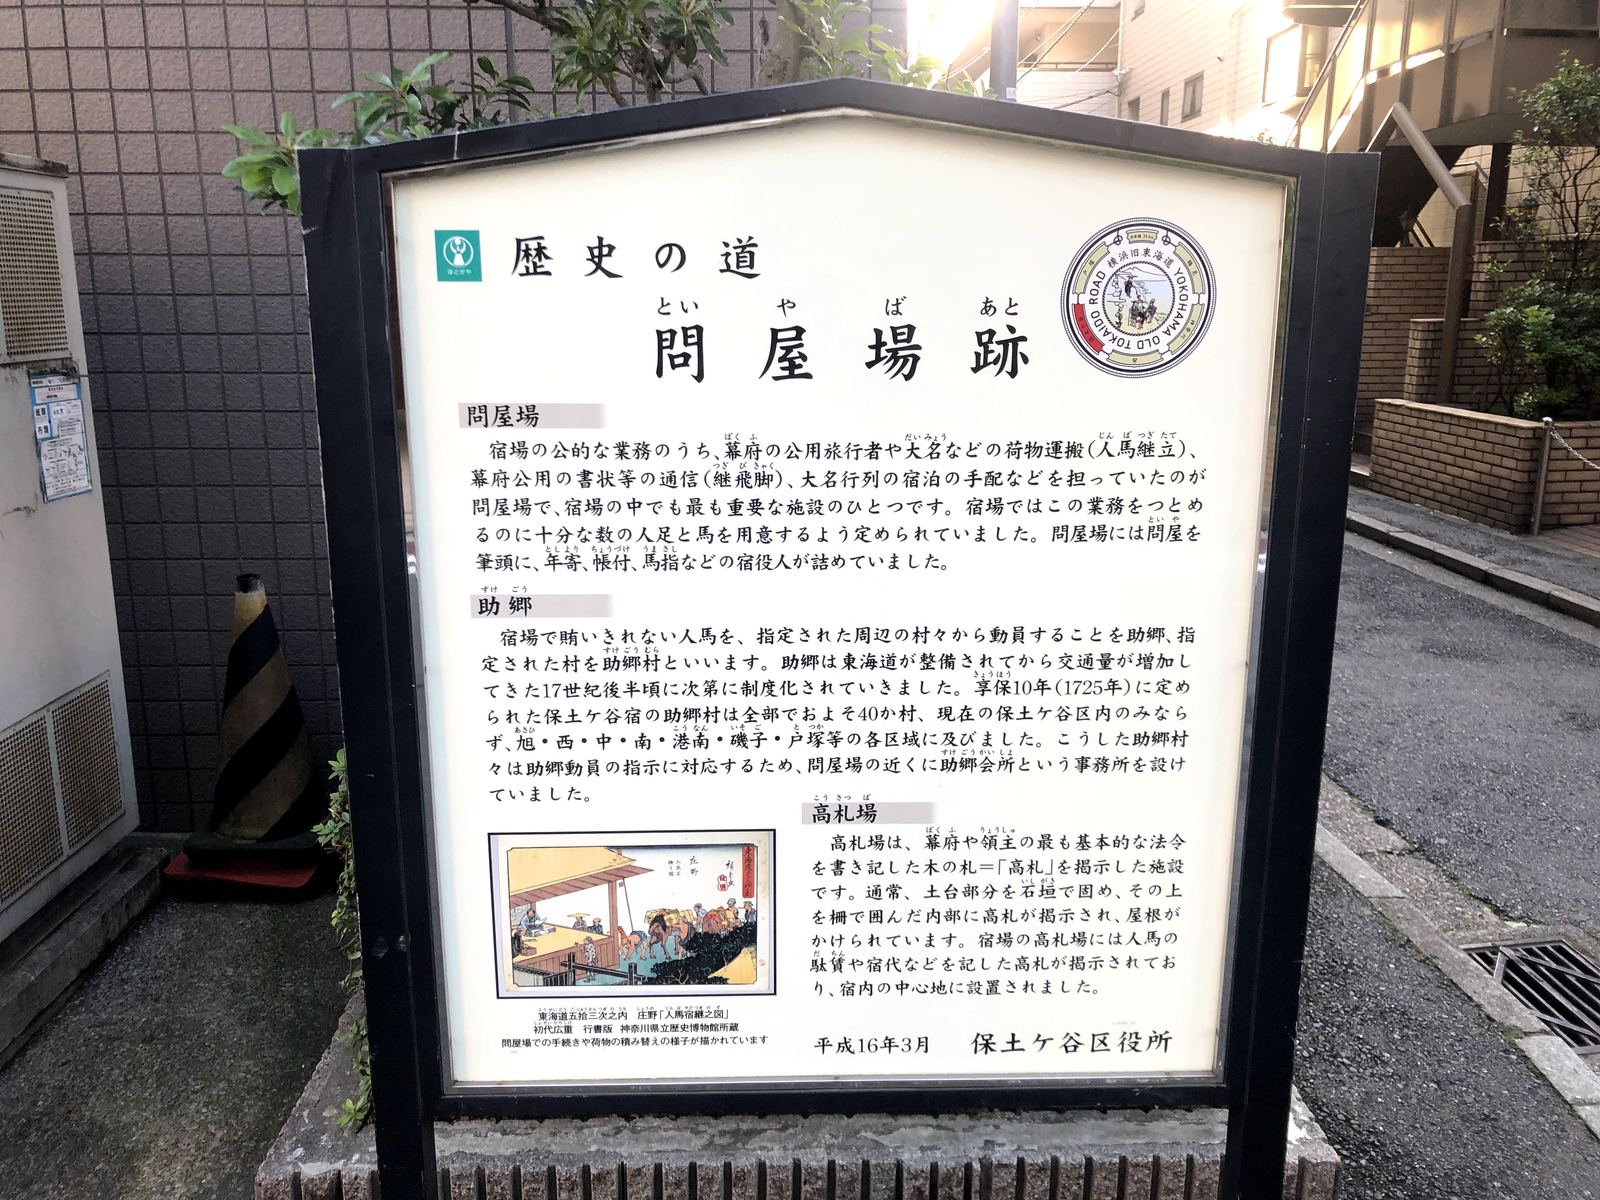 歴史の道
といやばあと
問屋場跡
横浜旧東海道
YOKOHAMA OLD TOKAIDO ROAD
ほどがや
問屋場
宿場の公的な業務のうち、幕府の公用旅行者や大名などの荷物運搬(人馬継立)、
幕府公用の書状等の通信(継飛脚)、大名行列の宿泊の手配などを担っていたのが
問屋場で、宿場の中でも最も重要な施設のひとつです。宿場ではこの業務をつとめ
るのに十分な数の人足と馬を用意するよう定められていました。問屋場には問屋を
筆頭に、年寄、帳付、馬指などの宿役人が詰めていました。
すけごう
助郷
宿場で賄いきれない人馬を、指定された周辺の村々から動員することを助郷、指
定された村を助郷村といいます。助郷は東海道が整備されてから交通量が増加し
てきた17世紀後半頃に次第に制度化されていきました。享保10年(1725年)に定め
られた保土ケ谷宿の助郷村は全部でおよそ40か村、現在の保土ケ谷区内のみなら
ず、旭・西・中・南・港南・磯子・戸塚等の各区域に及びました。こうした助郷村
々は助郷動員の指示に対応するため、問屋場の近くに助郷会所という事務所を設け
ていました。
こうさつば
高札場
高札場は、幕府や領主の最も基本的な法令
を書き記した木の札＝「高札」を掲示した施設
です。通常、土台部分を石垣で固め、その上
を柵で囲んだ内部に高札が掲示され、屋根が
かけられています。宿場の高札場には人馬の
駄賃や宿代などを記した高札が掲示されてお
り、宿内の中心地に設置されました。
東海道五拾三次之内 庄野「人馬宿継之図」
初代広重 行書版 神奈川県立歴史博物館所蔵
問屋場での手続きや荷物の積み替えの様子が描かれています
平成16年3月 保土ケ谷区役所